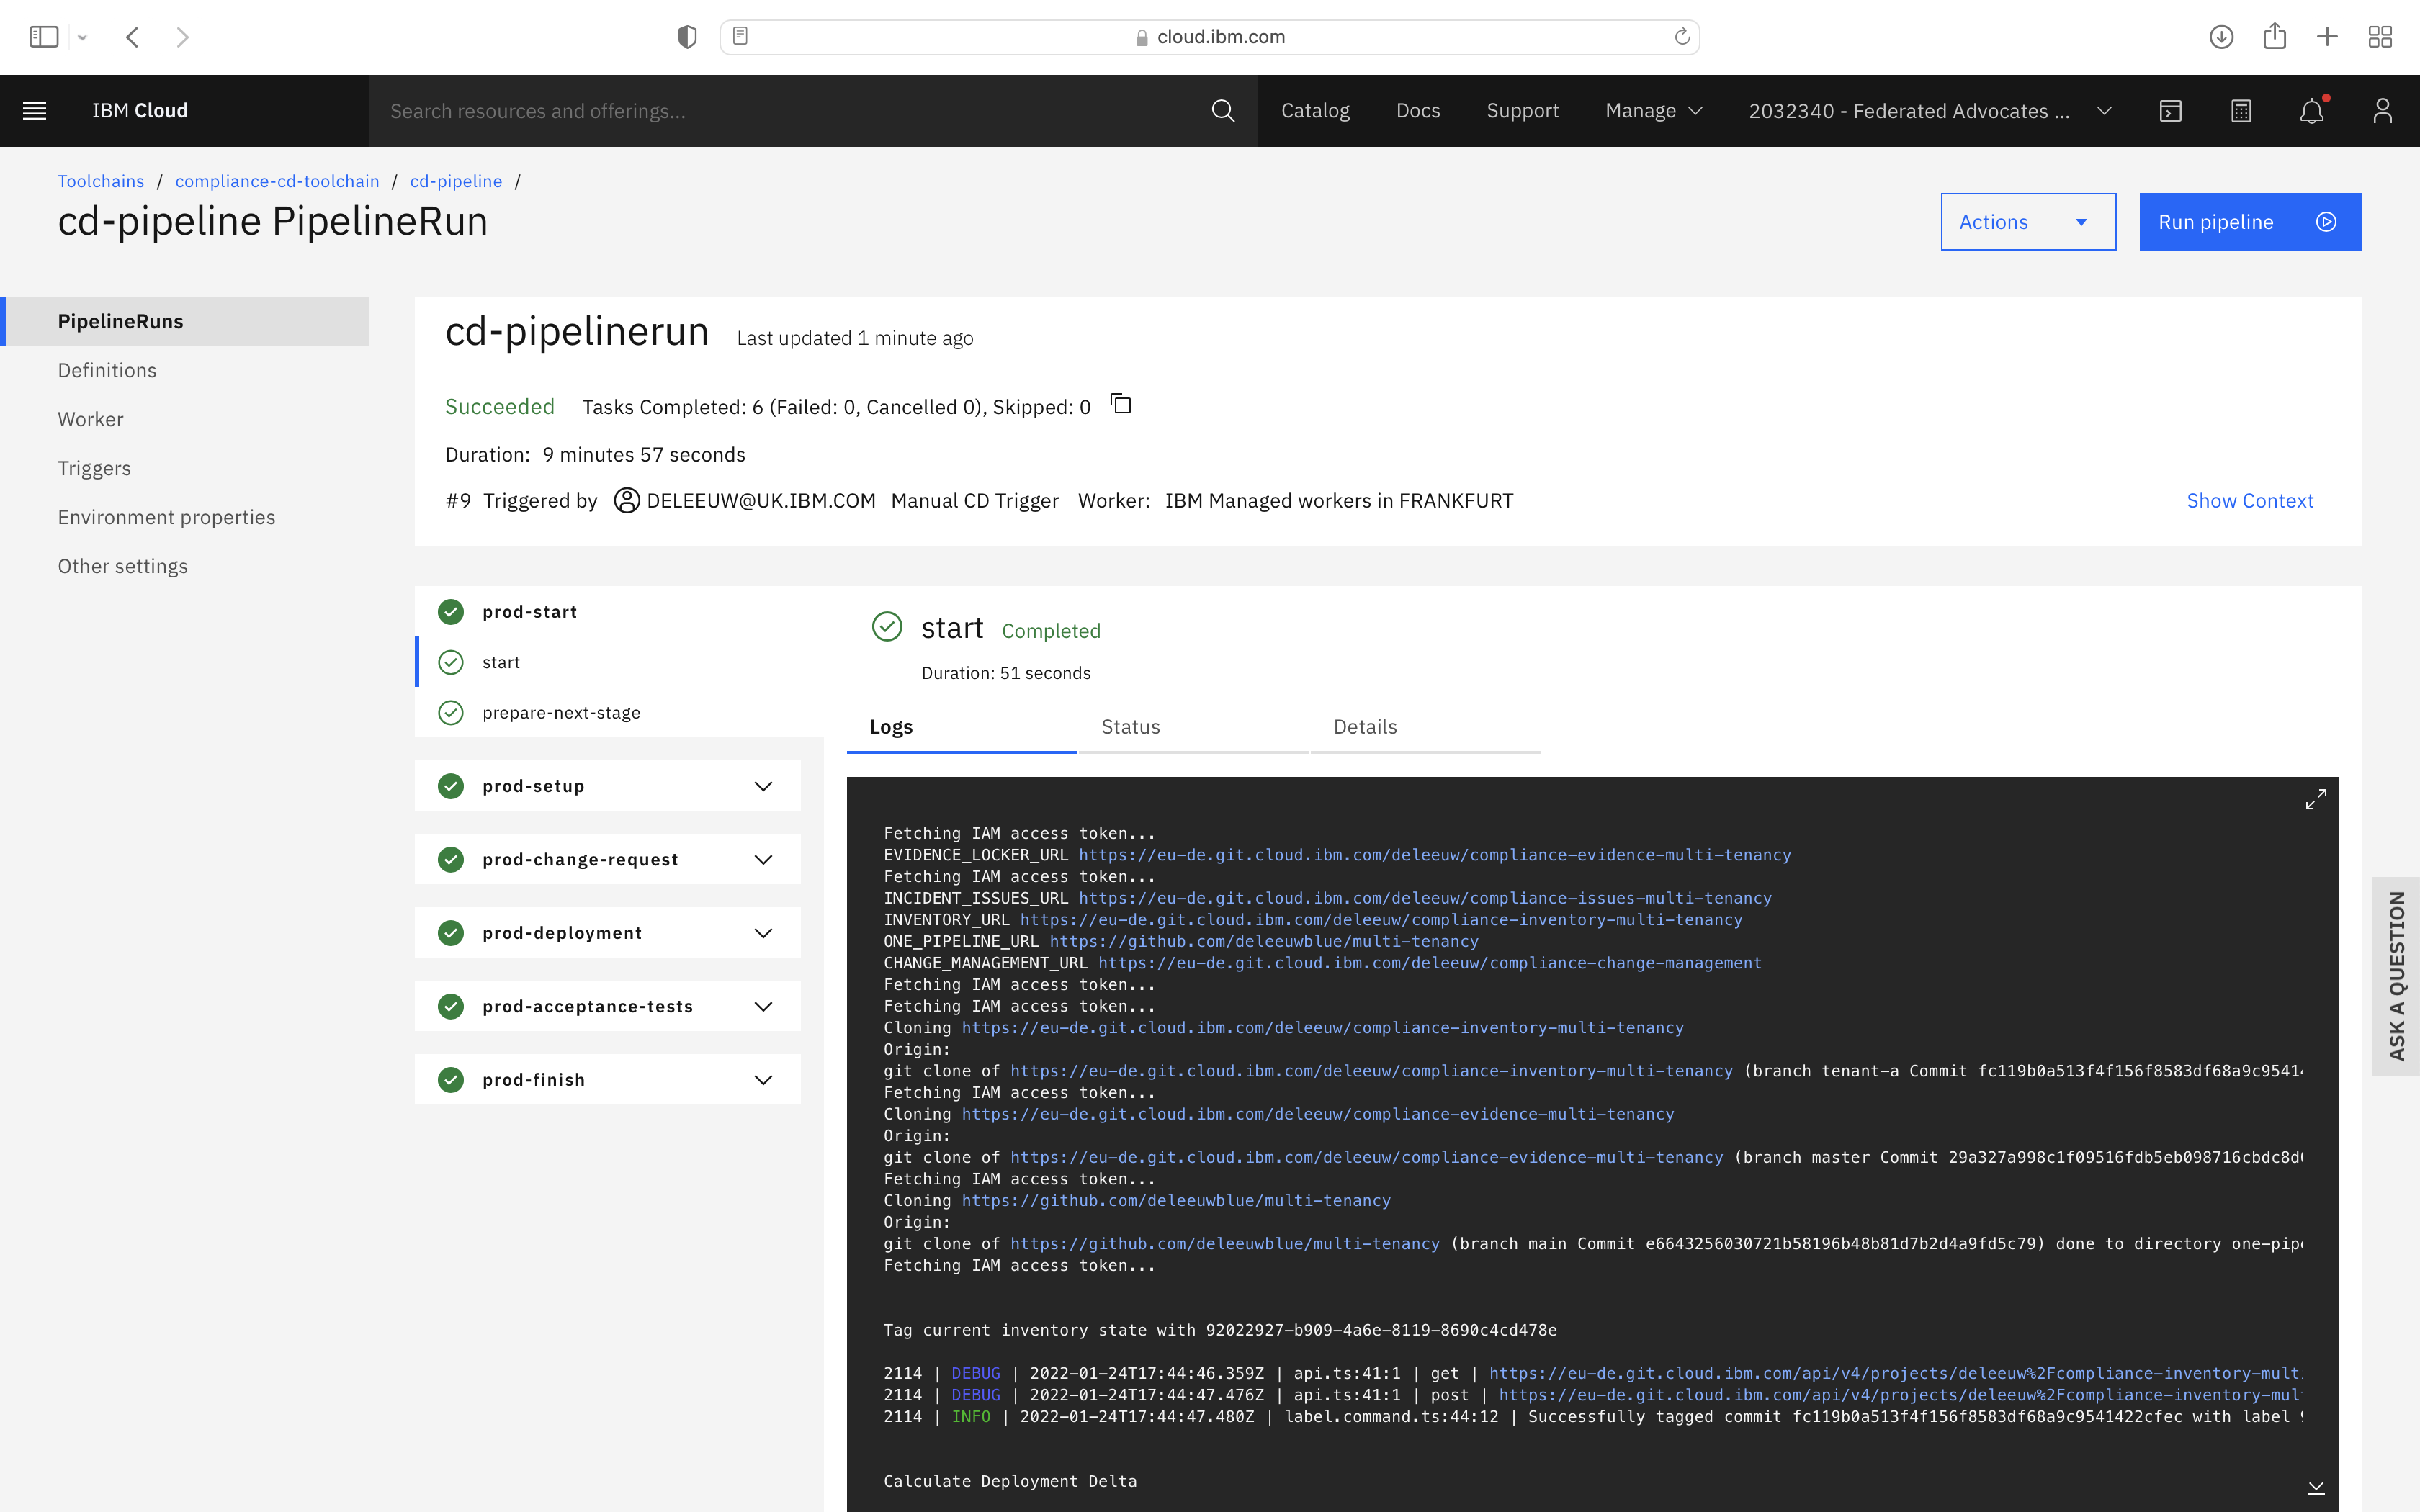 cloud.ibm.com
IBM Cloud
Search resources and offerings...
Catalog
Docs
Support
Manage
2032340 - Federated Advocates ...
Toolchains / compliance-cd-toolchain / cd-pipeline /
cd-pipeline PipelineRun
Actions
Run pipeline
PipelineRuns
Definitions
Worker
Triggers
Environment properties
Other settings
cd-pipelinerun Last updated 1 minute ago
Succeeded Tasks Completed: 6 (Failed: 0, Cancelled 0), Skipped: 0
Duration: 9 minutes 57 seconds
#9 Triggered by DELEEUW@UK.IBM.COM Manual CD Trigger Worker: IBM Managed workers in FRANKFURT
Show Context
prod-start
start
prepare-next-stage
prod-setup
prod-change-request
prod-deployment
prod-acceptance-tests
prod-finish
start Completed
Duration: 51 seconds
Logs
Status
Details
Fetching IAM access token...
EVIDENCE_LOCKER_URL https://eu-de.git.cloud.ibm.com/deleeuw/compliance-evidence-multi-tenancy
Fetching IAM access token...
INCIDENT_ISSUES_URL https://eu-de.git.cloud.ibm.com/deleeuw/compliance-issues-multi-tenancy
INVENTORY_URL https://eu-de.git.cloud.ibm.com/deleeuw/compliance-inventory-multi-tenancy
ONE_PIPELINE_URL https://github.com/deleeuwblue/multi-tenancy
CHANGE_MANAGEMENT_URL https://eu-de.git.cloud.ibm.com/deleeuw/compliance-change-management
Fetching IAM access token...
Fetching IAM access token...
Cloning https://eu-de.git.cloud.ibm.com/deleeuw/compliance-inventory-multi-tenancy
Origin:
git clone of https://eu-de.git.cloud.ibm.com/deleeuw/compliance-inventory-multi-tenancy (branch tenant-a Commit fc119b0a513f4f156f8583df68a9c95414
Fetching IAM access token...
Cloning https://eu-de.git.cloud.ibm.com/deleeuw/compliance-evidence-multi-tenancy
Origin:
git clone of https://eu-de.git.cloud.ibm.com/deleeuw/compliance-evidence-multi-tenancy (branch master Commit 29a327a998c1f09516fdb5eb098716cbdc8d
Fetching IAM access token...
Cloning https://github.com/deleeuwblue/multi-tenancy
Origin:
git clone of https://github.com/deleeuwblue/multi-tenancy (branch main Commit e6643256030721b58196b48b81d7b2d4a9fd5c79) done to directory one-pip
Fetching IAM access token...
Tag current inventory state with 92022927-b909-4a6e-8119-8690c4cd478e
2114 | DEBUG | 2022-01-24T17:44:46.359Z | api.ts:41:1 | get | https://eu-de.git.cloud.ibm.com/api/v4/projects/deleeuw%2Fcompliance-inventory-mult
2114 | DEBUG | 2022-01-24T17:44:47.476Z | api.ts:41:1 | post | https://eu-de.git.cloud.ibm.com/api/v4/projects/deleeuw%2Fcompliance-inventory-mul
2114 | INFO | 2022-01-24T17:44:47.480Z | label.command.ts:44:12 | Successfully tagged commit fc119b0a513f4f156f8583df68a9c9541422cfec with label
Calculate Deployment Delta
ASK A QUESTION